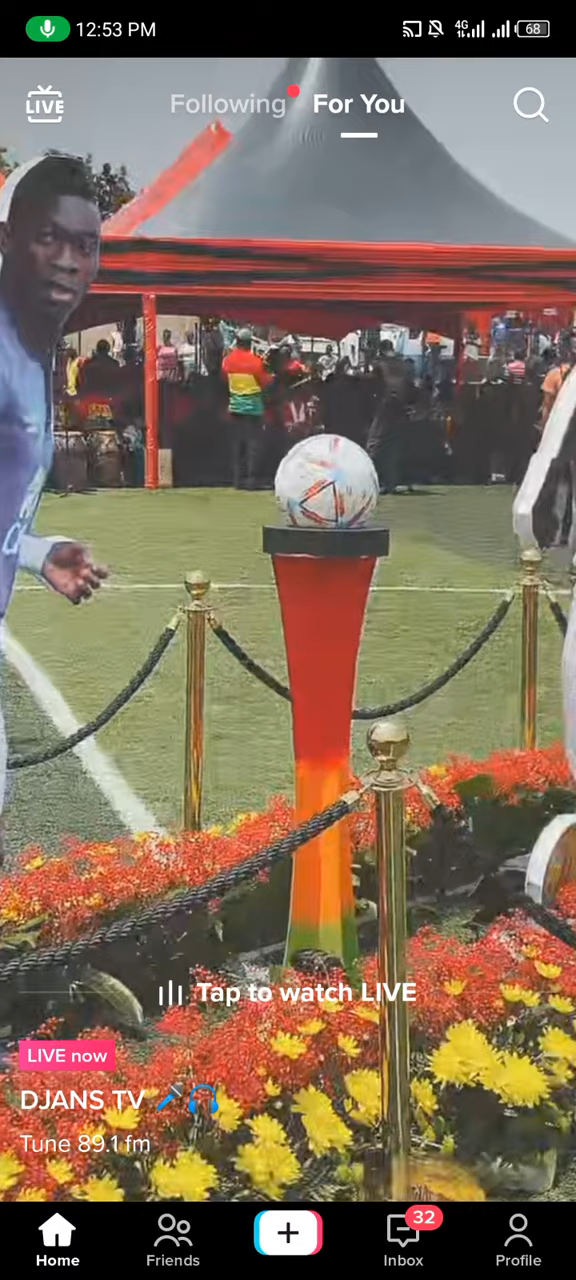 12:53 PM
4G
68
LIVE
Following
For You
Tap to watch LIVE
LIVE now
DJANS TV
Tune 89.1 fm
32
Home
Friends
Inbox
Profile